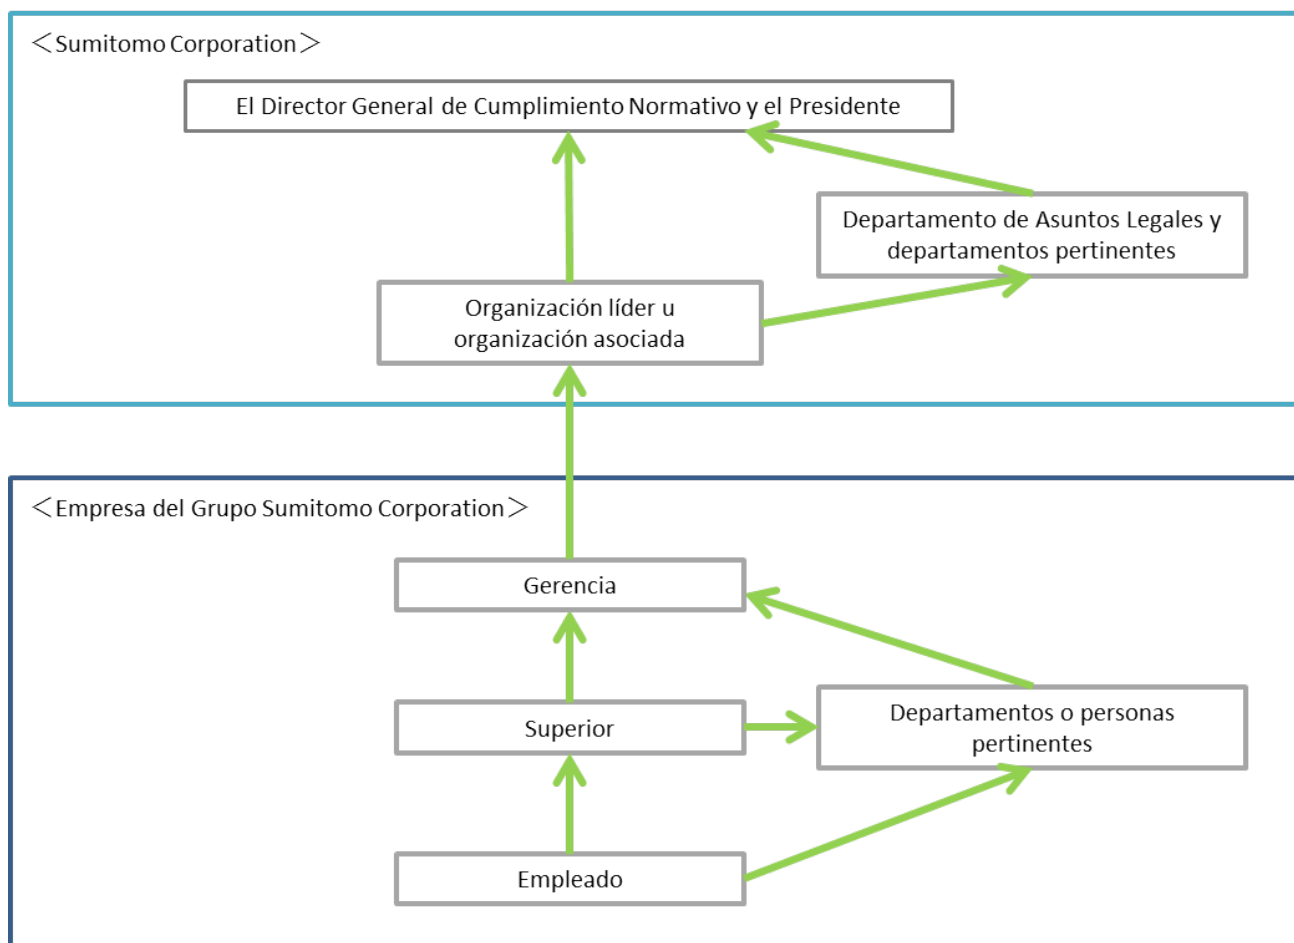 ＜Sumitomo Corporation＞
El Director General de Cumplimiento Normativo y el Presidente
Departamento de Asuntos Legales y
departamentos pertinentes
Organización líder u
organización asociada
＜Empresa del Grupo Sumitomo Corporation＞
Gerencia
Superior
Departamentos o personas
pertinentes
Empleado